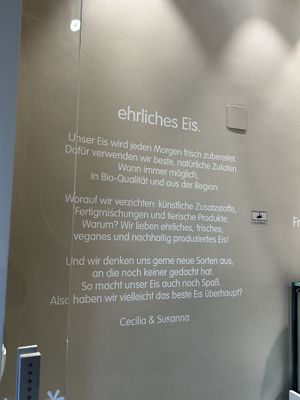 ehrliches Eis.
Unser Eis wird jeden Morgen frisch zubereitet.
Dafür verwenden wir beste, natürliche Zutaten.
Wann immer möglich,
in Bio-Qualität und aus der Region.
Worauf wir verzichten: künstliche Zusatzstoffe,
Fertigmischungen und tierische Produkte.
Warum? Wir lieben ehrliches, frisches,
veganes und nachhaltig produziertes Eis!
Und wir denken uns gerne neue Sorten aus,
an die noch keiner gedacht hat.
So macht unser Eis auch noch Spaß.
Also haben wir vielleicht das beste Eis überhaupt?
Cecilia & Susanna
Fr